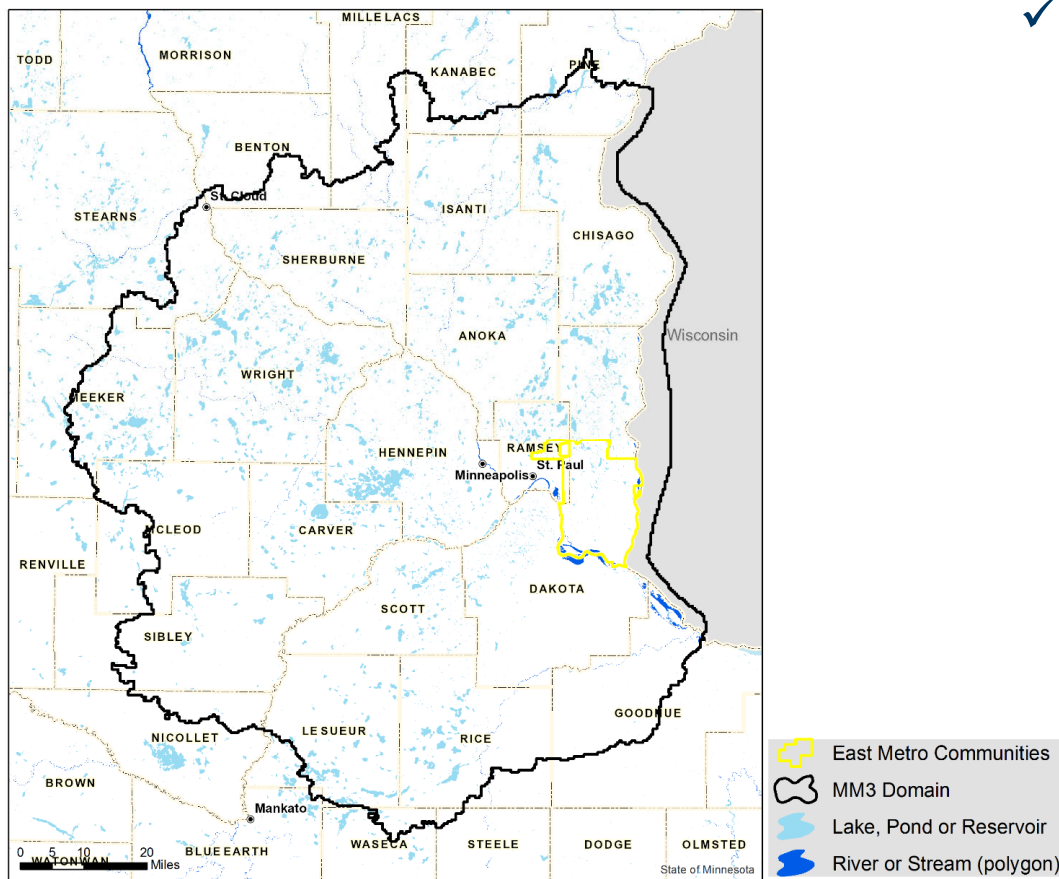 MILLE LACS
MORRISON
TODD
KANABEC
PINE
BENTON
St. Cloud
STEARNS
ISANTI
CHISAGO
SHERBURNE
ANOKA
Wisconsin
WRIGHT
MEEKER
RAMSEY
HENNEPIN
St. Paul
Minneapolis
MCLEOD
CARVER
RENVILLE
DAKOTA
SCOTT
SIBLEY
GOODHUE
LE SUEUR
NICOLLET
RICE
BROWN
Mankato
WASECA
STEELE
DODGE
OLMSTED
BLUE EARTH
WATONWAN
0 5 10 20
Miles
State of Minnesota
East Metro Communities
MM3 Domain
Lake, Pond or Reservoir
River or Stream (polygon)